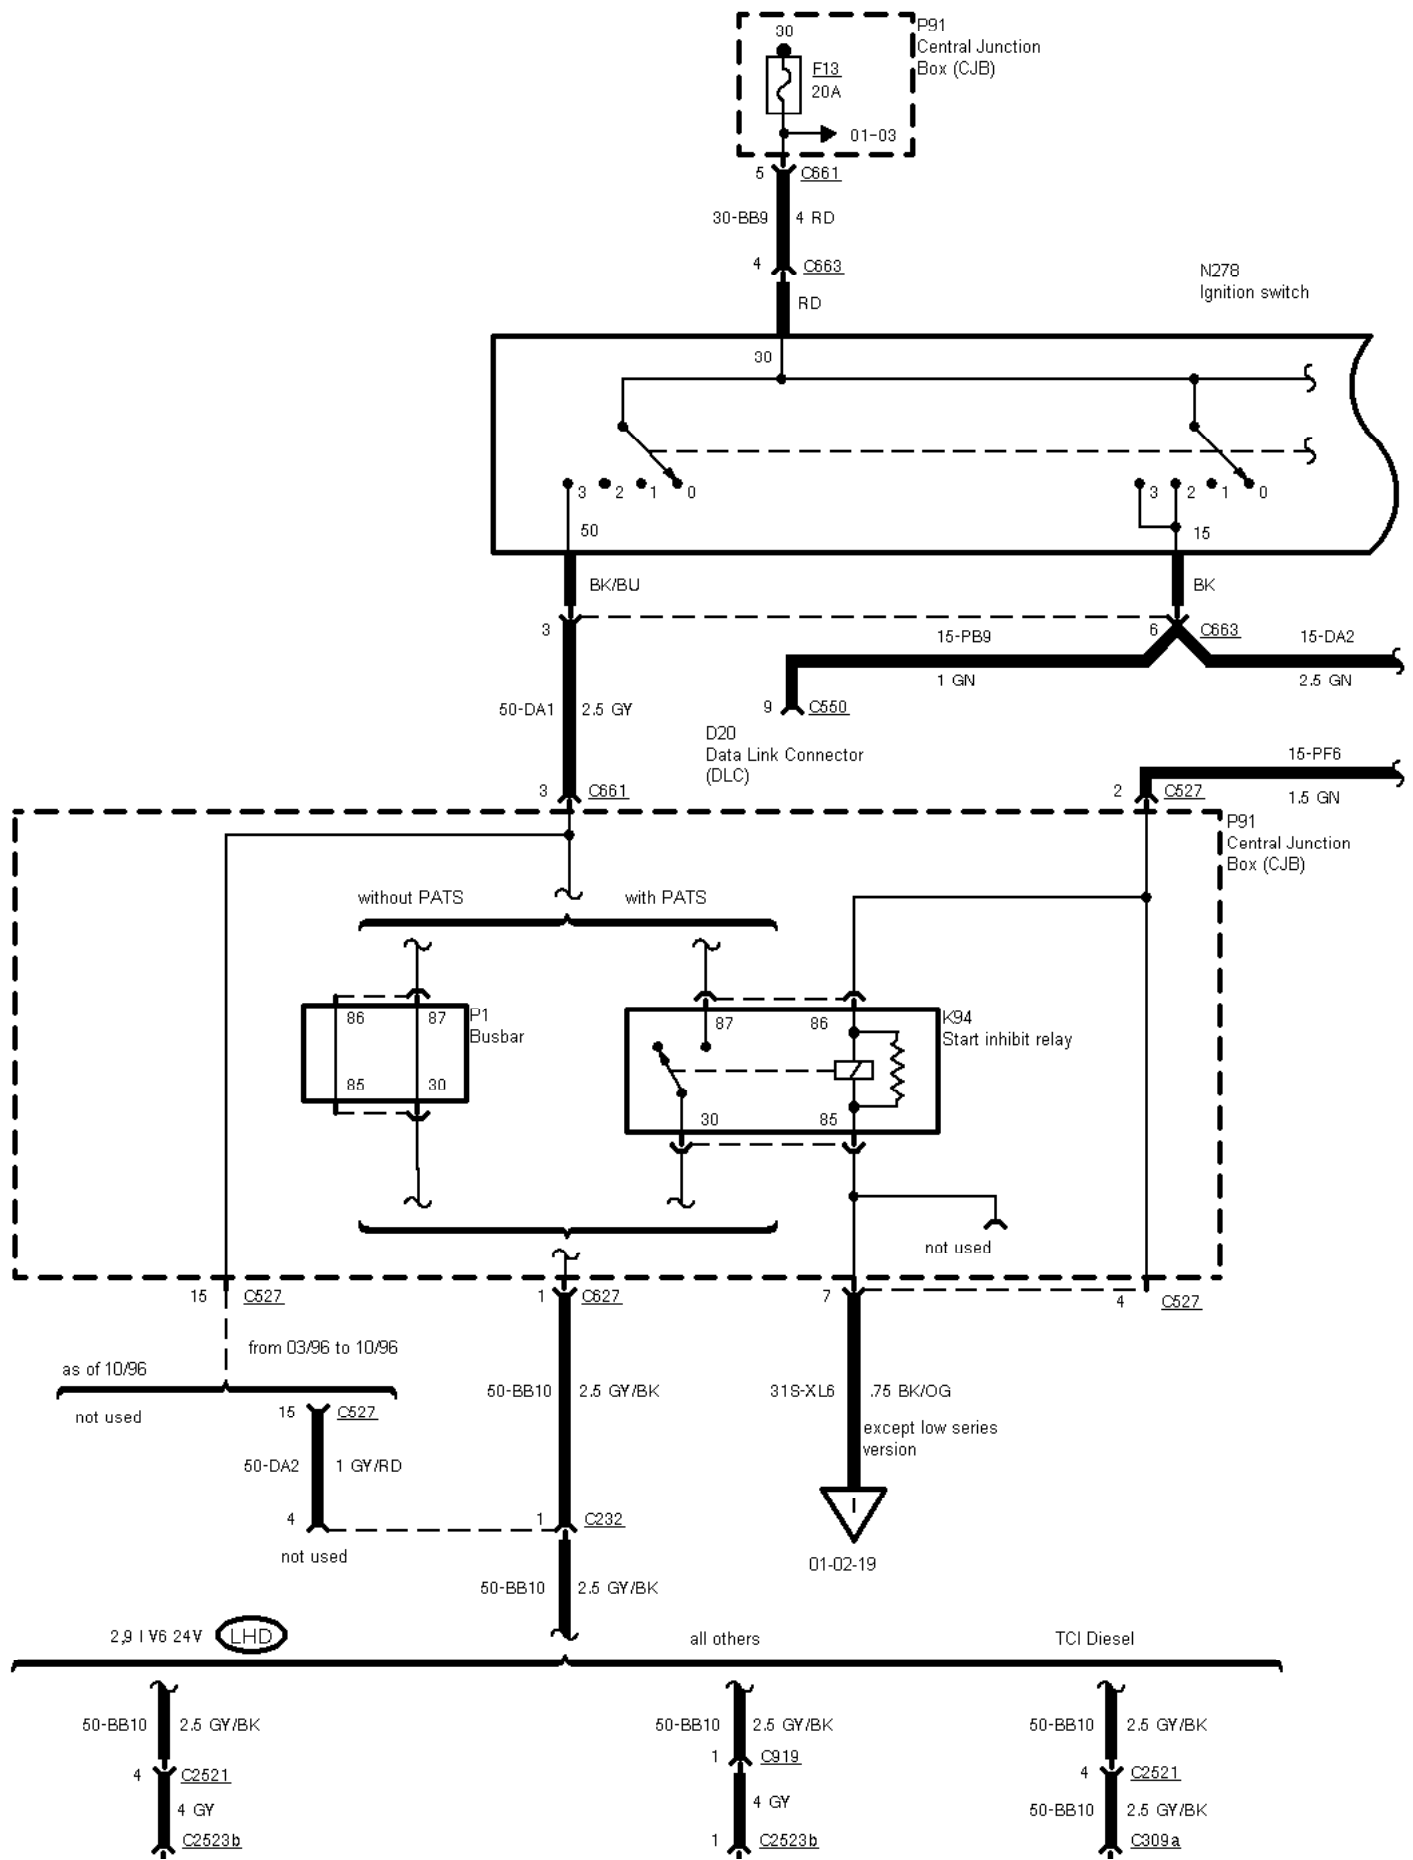 30
P91
Central Junction
Box (CJB)
F13
20A
01-03
5 C661
30-BB9 4 RD
4 C663
N278
Ignition switch
RD
30
3 2 1 0
3 2 1 0
50
15
BK/BU
BK
3
6 C663
15-PB9
15-DA2
1 GN
2.5 GN
50-DA1 2.5 GY
9 C550
D20
Data Link Connector
(DLC)
15-PF6
3 C661
2 C527
1.5 GN
P91
Central Junction
Box (CJB)
without PATS
with PATS
86 87
P1
Busbar
85 30
87 86
K94
Start inhibit relay
30 85
not used
15 C527
1 C627
7
4 C527
from 03/96 to 10/96
as of 10/96
not used
15 C527
50-BB10 2.5 GY/BK
31S-XL6 .75 BK/OG
except low series
version
50-DA2 1 GY/RD
4
1 C232
not used
I
01-02-19
50-BB10 2.5 GY/BK
2,9 l V6 24V LHD
all others
TCI Diesel
50-BB10 2.5 GY/BK
50-BB10 2.5 GY/BK
50-BB10 2.5 GY/BK
4 C2521
1 C919
4 C2521
4 GY
4 GY
50-BB10 2.5 GY/BK
C2523b
1 C2523b
C309a